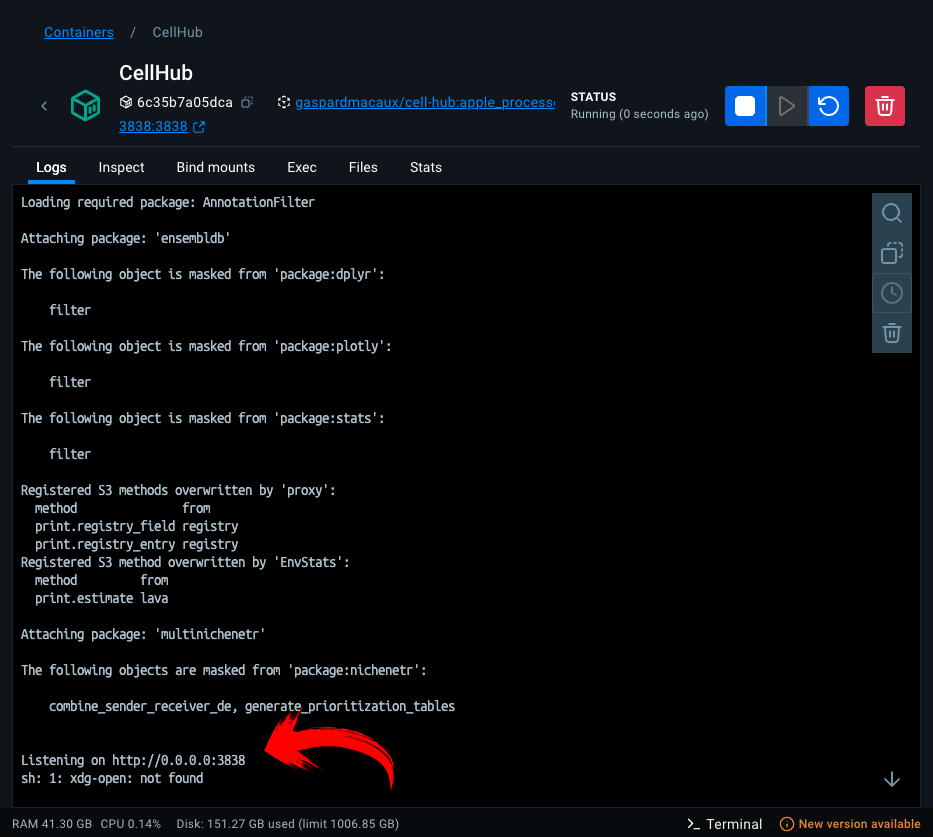 Containers / CellHub
CellHub
6c35b7a05dca gaspardmacaux/cell-hub:apple_process
3838:3838
STATUS
Running (0 seconds ago)
Logs Inspect Bind mounts Exec Files Stats
Loading required package: AnnotationFilter
Attaching package: 'ensembldb'
The following object is masked from 'package:dplyr':
filter
The following object is masked from 'package:plotly':
filter
The following object is masked from 'package:stats':
filter
Registered S3 methods overwritten by 'proxy':
method from
print.registry_field registry
print.registry_entry registry
Registered S3 method overwritten by 'EnvStats':
method from
print.estimate lava
Attaching package: 'multinichenetr'
The following objects are masked from 'package:nichenetr':
combine_sender_receiver_de, generate_prioritization_tables
Listening on http://0.0.0.0:3838
sh: 1: xdg-open: not found
RAM 41.30 GB CPU 0.14% Disk: 151.27 GB used (limit 1006.85 GB) >_ Terminal New version available